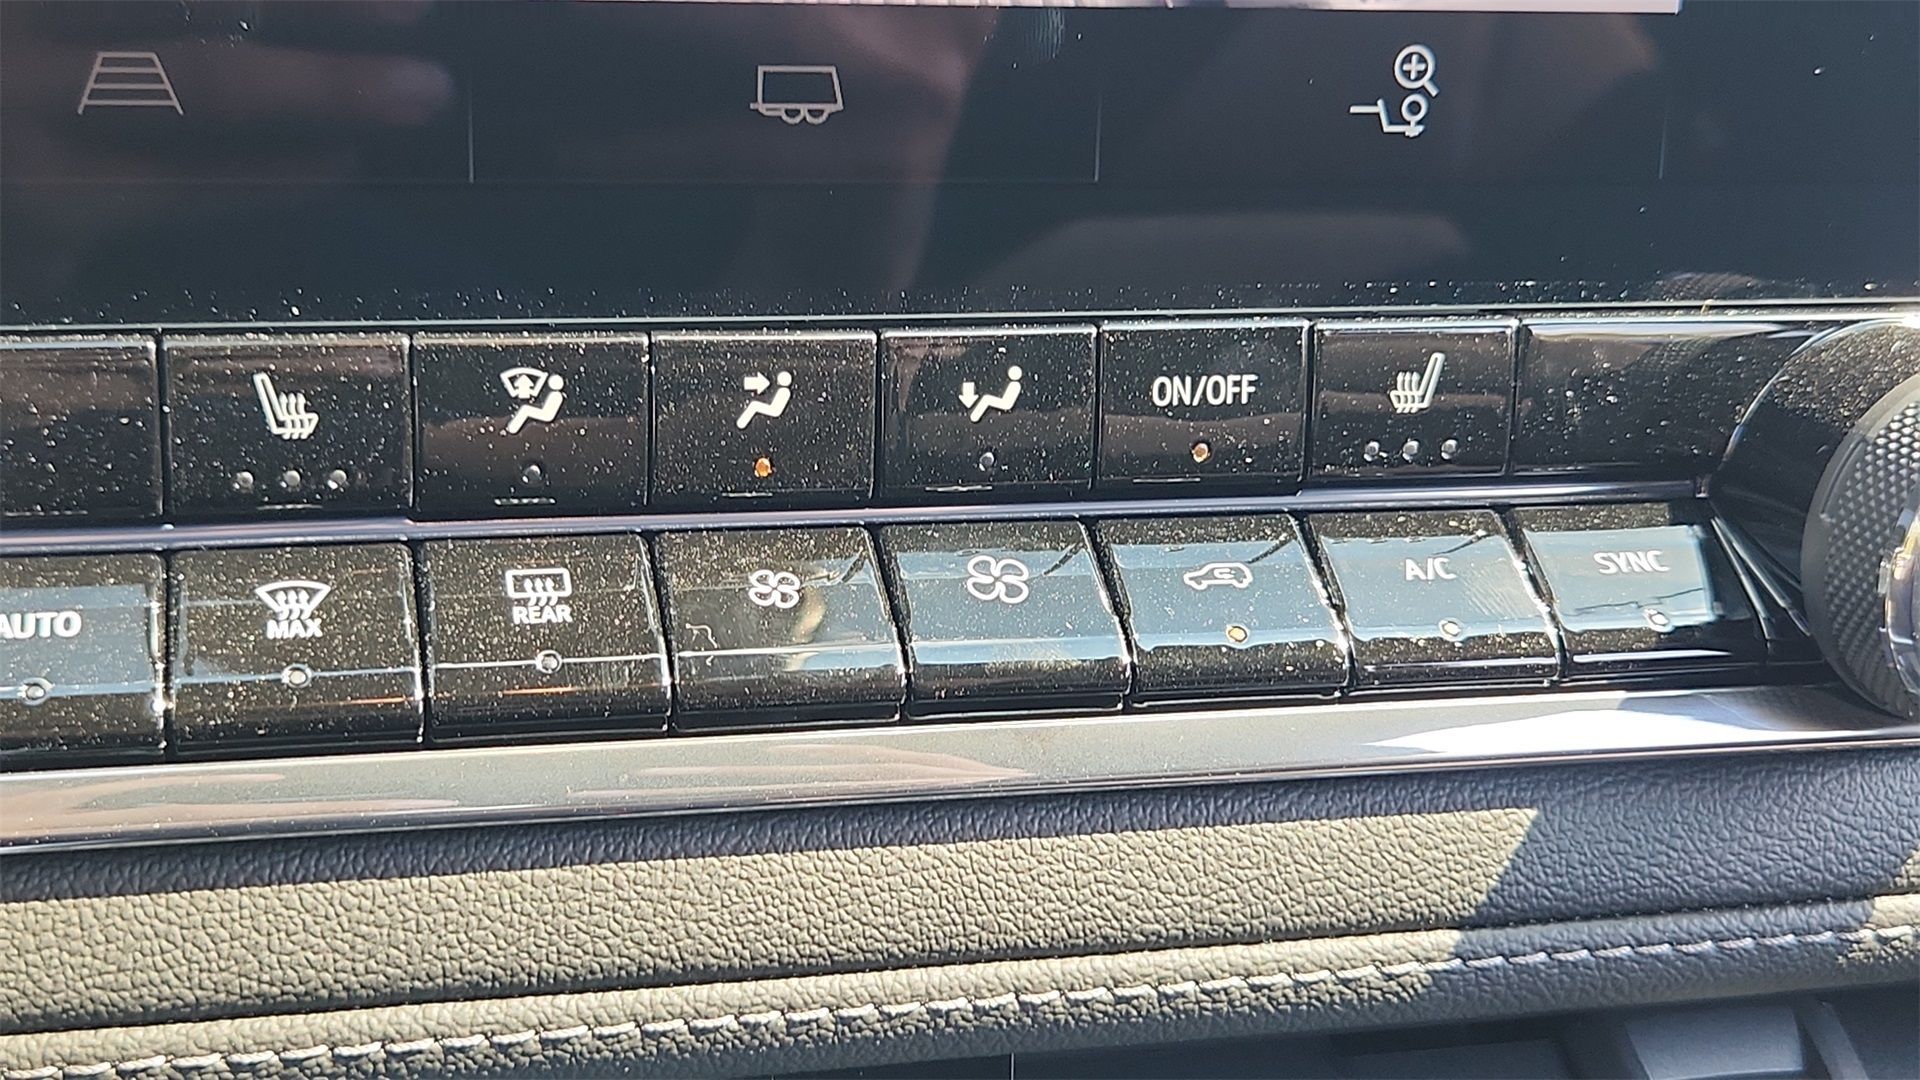 ON/OFF
AUTO
MAX
REAR
A/C
SYNC